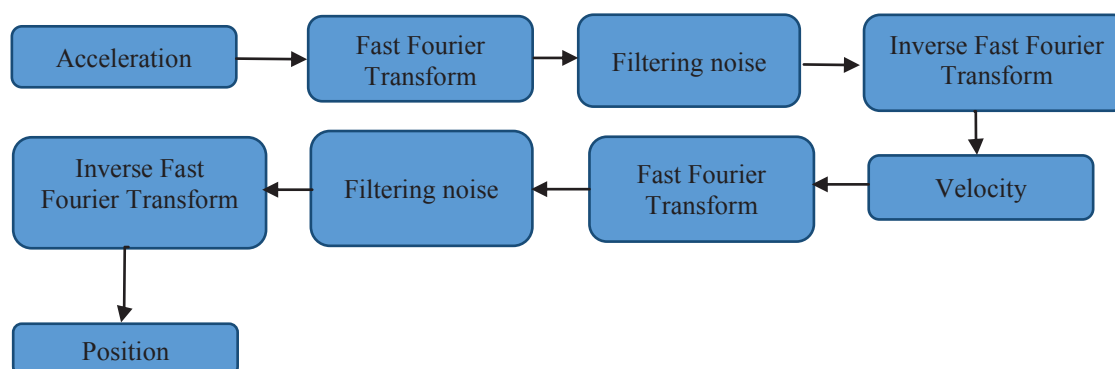 Acceleration
Fast Fourier
Transform
Filtering noise
Inverse Fast Fourier
Transform
Velocity
Fast Fourier
Transform
Filtering noise
Inverse Fast
Fourier Transform
Position